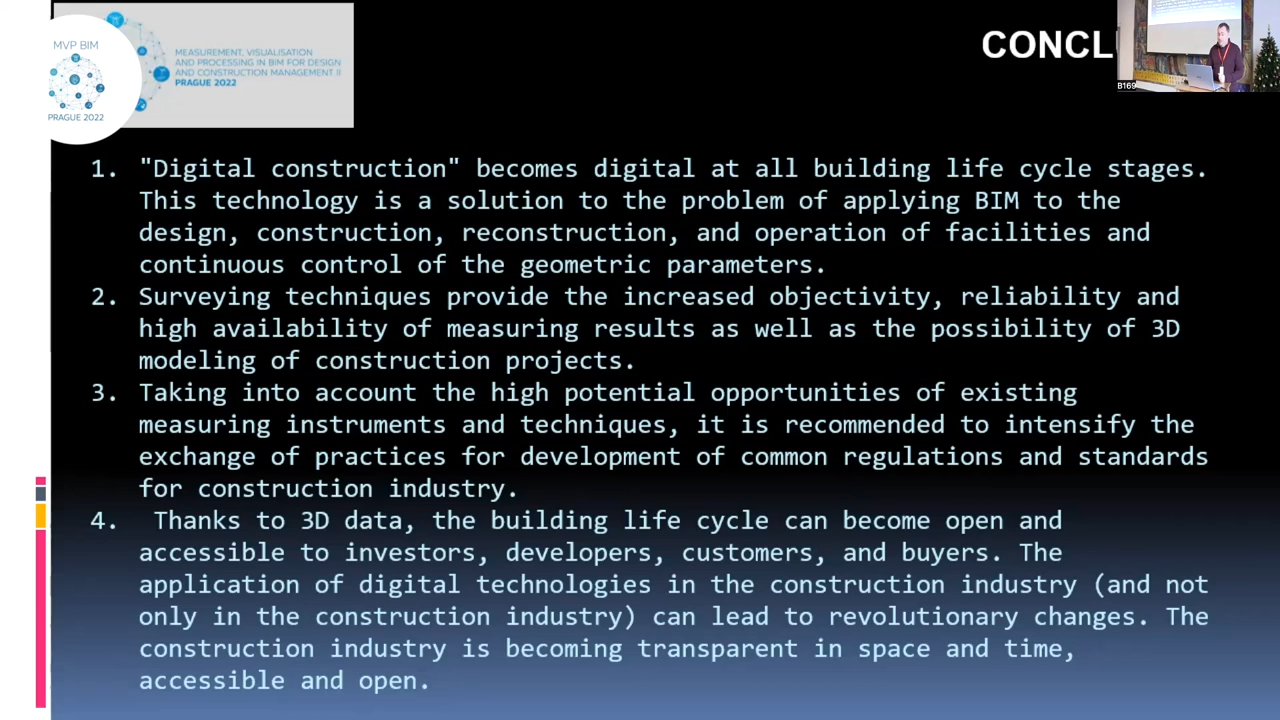 MVP BIM
PRAGUE 2022
MEASUREMENT, VISUALISATION
AND PROCESSING IN BIM FOR DESIGN
AND CONSTRUCTION MANAGEMENT II
PRAGUE 2022
CONCL
B169
1. "Digital construction" becomes digital at all building life cycle stages.
This technology is a solution to the problem of applying BIM to the
design, construction, reconstruction, and operation of facilities and
continuous control of the geometric parameters.
2. Surveying techniques provide the increased objectivity, reliability and
high availability of measuring results as well as the possibility of 3D
modeling of construction projects.
3. Taking into account the high potential opportunities of existing
measuring instruments and techniques, it is recommended to intensify the
exchange of practices for development of common regulations and standards
for construction industry.
4. Thanks to 3D data, the building life cycle can become open and
accessible to investors, developers, customers, and buyers. The
application of digital technologies in the construction industry (and not
only in the construction industry) can lead to revolutionary changes. The
construction industry is becoming transparent in space and time,
accessible and open.